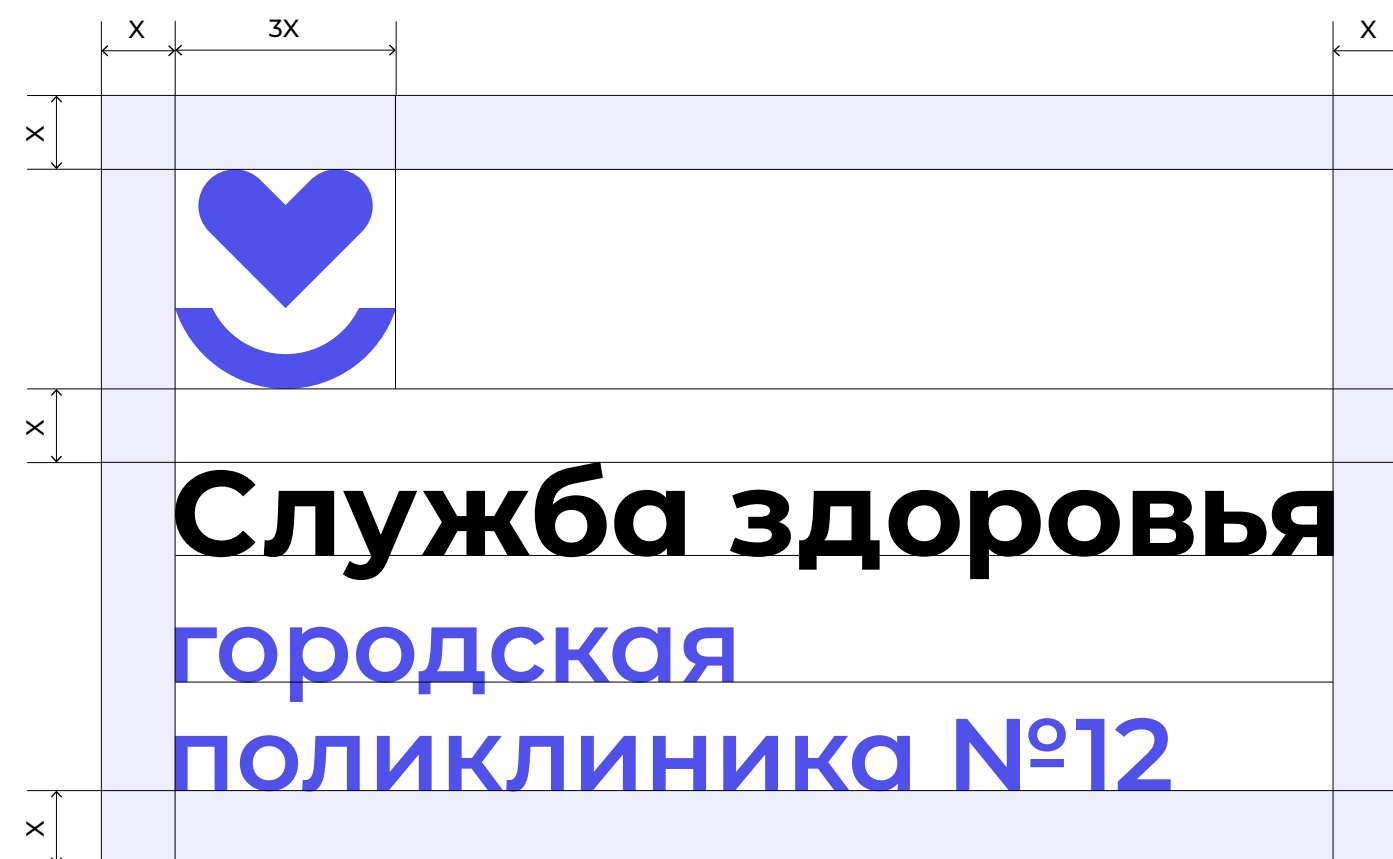 X 3X X
X
X
Служба здоровья
городская
поликлиника №12
X